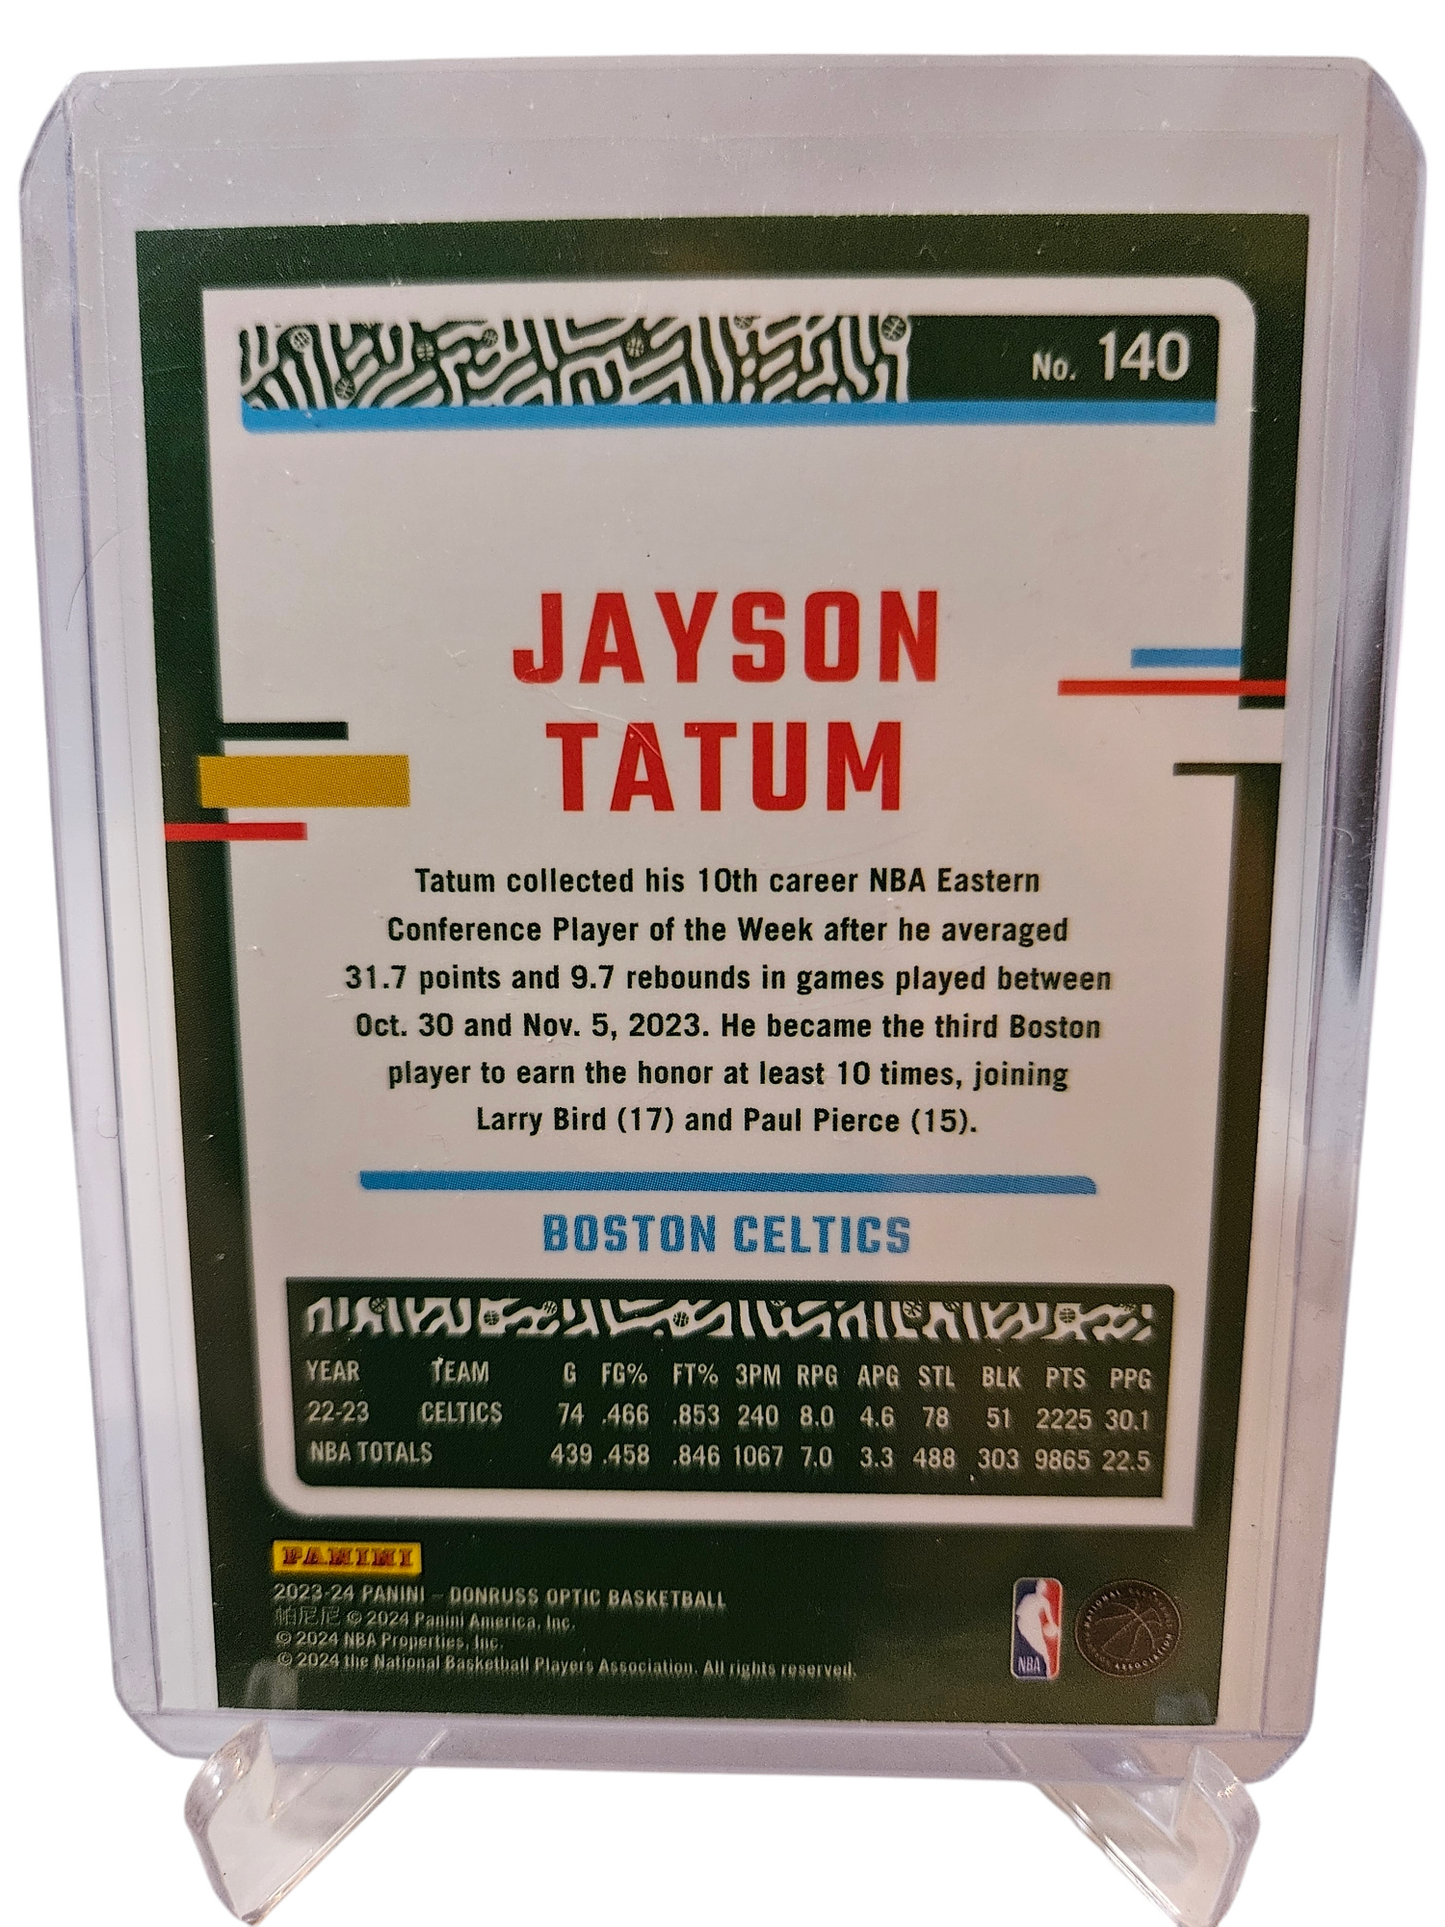 No. 140
JAYSON
TATUM
Tatum collected his 10th career NBA Eastern
Conference Player of the Week after he averaged
31.7 points and 9.7 rebounds in games played between
Oct. 30 and Nov. 5, 2023. He became the third Boston
player to earn the honor at least 10 times, joining
Larry Bird (17) and Paul Pierce (15).
BOSTON CELTICS
YEAR TEAM G FG% FT% 3PM RPG APG STL BLK PTS PPG
22-23 CELTICS 74 .466 .853 240 8.0 4.6 78 51 2225 30.1
NBA TOTALS 439 .458 .846 1067 7.0 3.3 488 303 9865 22.5
PANINI
2023-24 PANINI – DONRUSS OPTIC BASKETBALL
帕尼尼 © 2024 Panini America, Inc.
© 2024 NBA Properties, Inc.
© 2024 the National Basketball Players Association. All rights reserved.
NBA